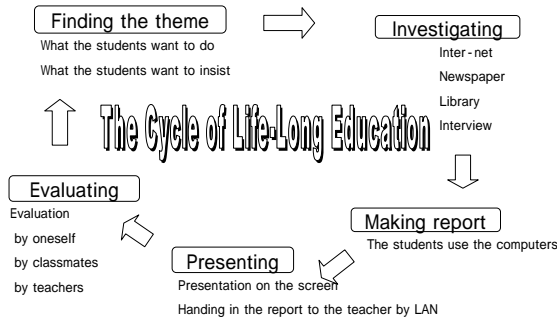 Finding the theme
What the students want to do
What the students want to insist
Investigating
Inter-net
Newspaper
Library
Interview
The Cycle of Life-Long Education
Making report
The students use the computers
Presenting
Presentation on the screen
Handing in the report to the teacher by LAN
Evaluating
Evaluation
by oneself
by classmates
by teachers